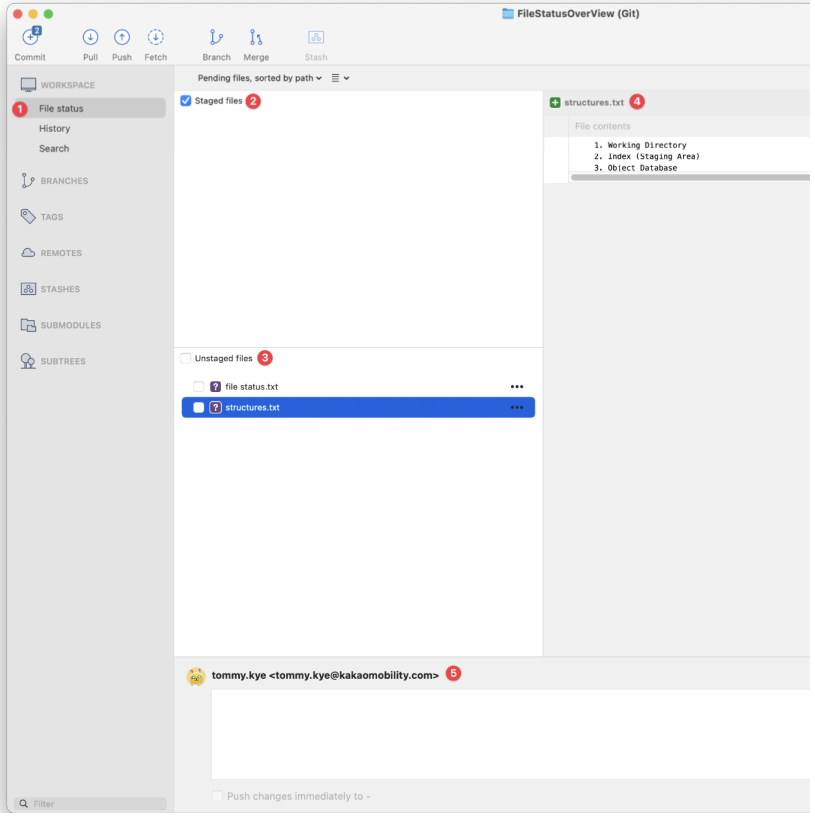 FileStatusOverView (Git)
2
Commit Pull Push Fetch Branch Merge Stash
WORKSPACE
Pending files, sorted by path
1 File status
History
Search
BRANCHES
TAGS
REMOTES
STASHES
SUBMODULES
SUBTREES
Filter
Staged files 2
Unstaged files 3
? file status.txt
? structures.txt
structures.txt 4
File contents
1. Working Directory
2. Index (Staging Area)
3. Object Database
tommy.kye <tommy.kye@kakaomobility.com> 5
Push changes immediately to -